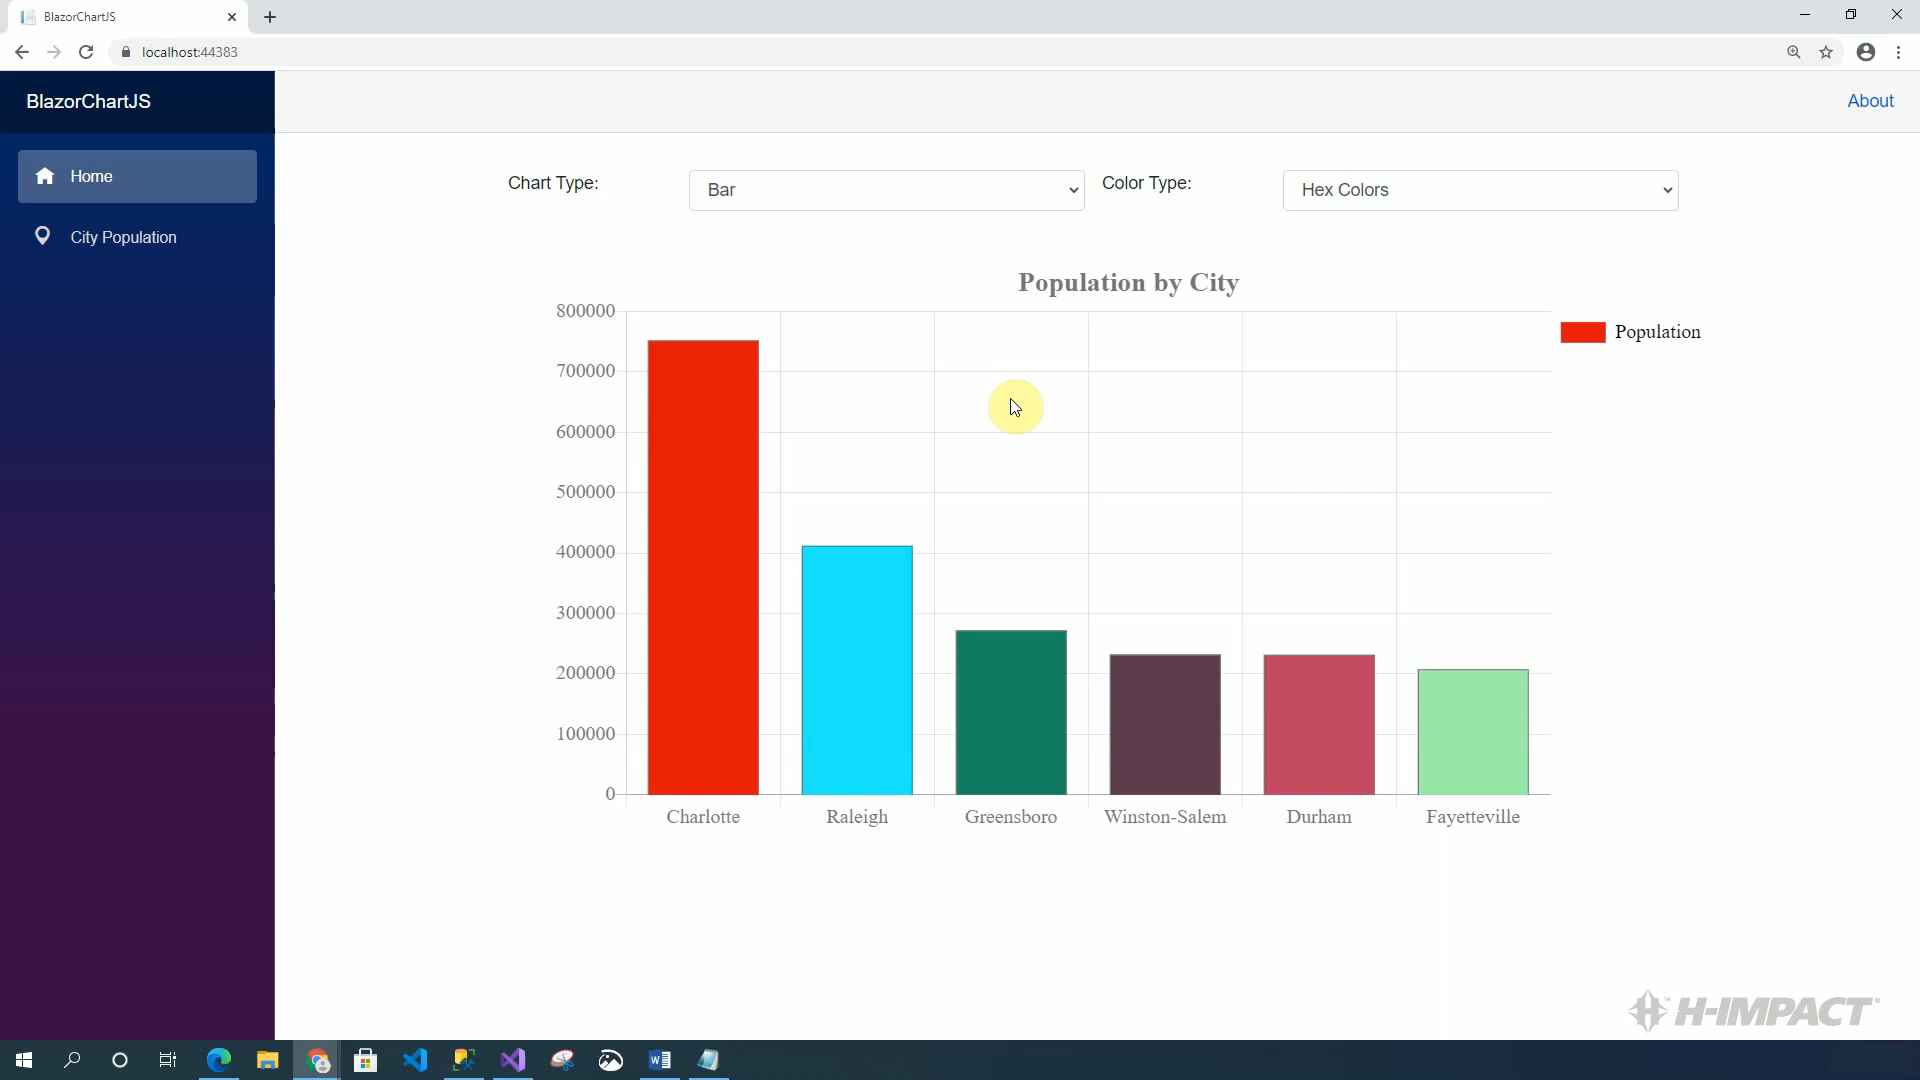 BlazorChartJS
localhost:44383
BlazorChartJS
About
Home
City Population
Chart Type:
Bar
Color Type:
Hex Colors
Population by City
800000
700000
600000
500000
400000
300000
200000
100000
0
Population
Charlotte
Raleigh
Greensboro
Winston-Salem
Durham
Fayetteville
H-IMPACT